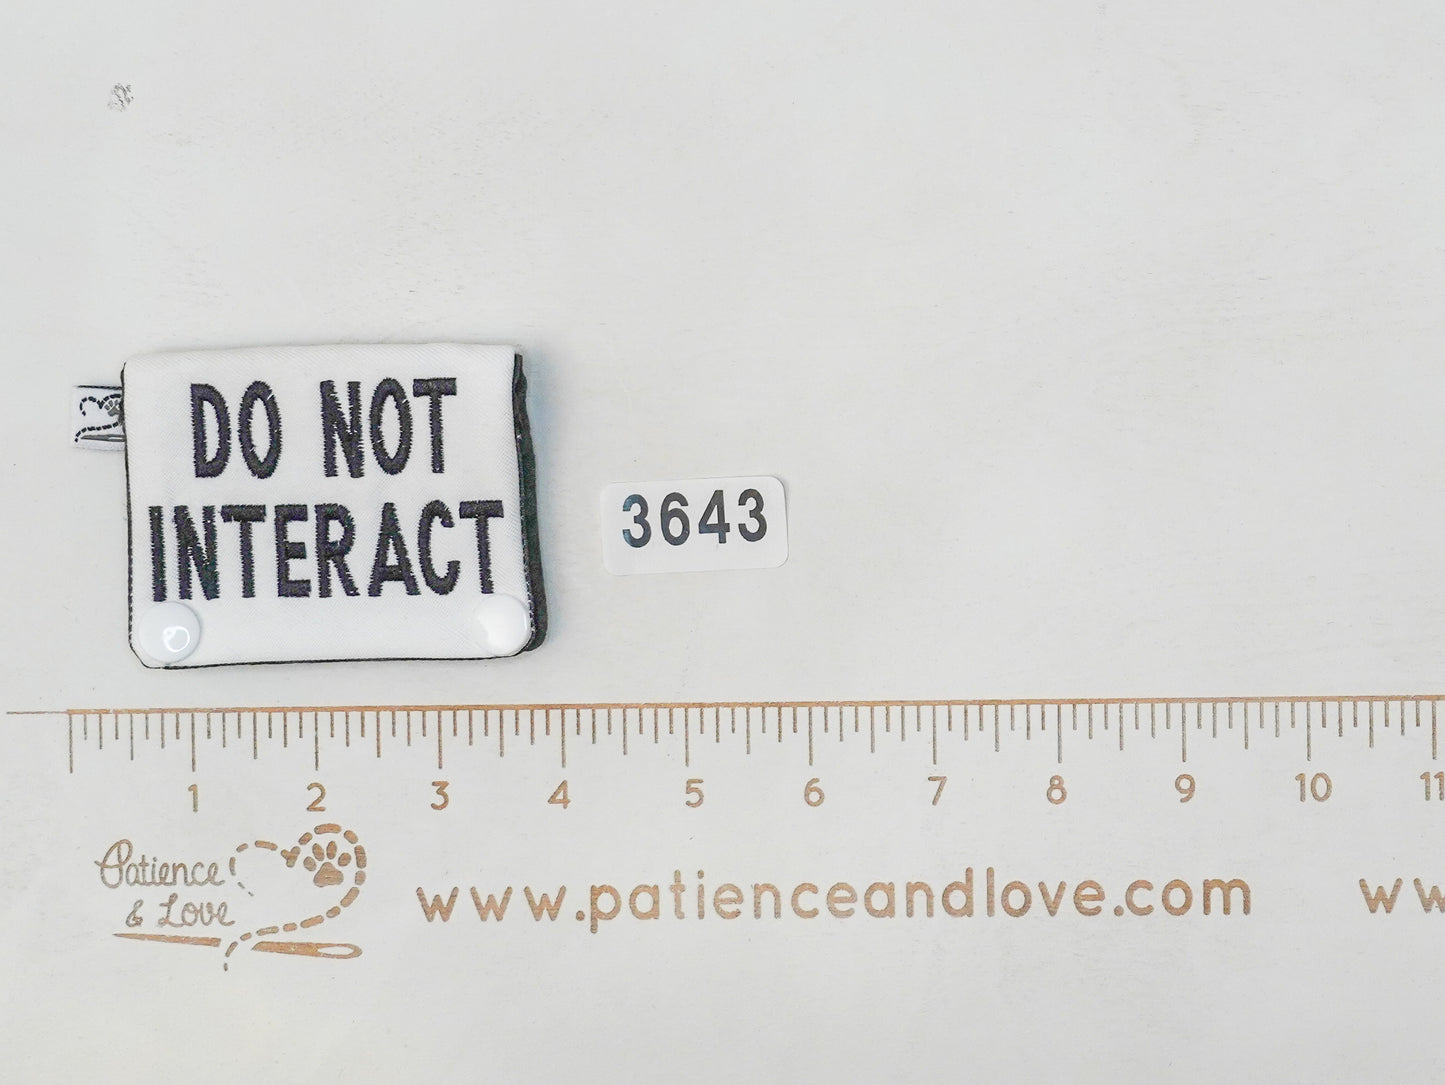 DO NOT
INTERACT
3643
1 2 3 4 5 6 7 8 9 10 11
Patience
& Love
www.patienceandlove.com
ww